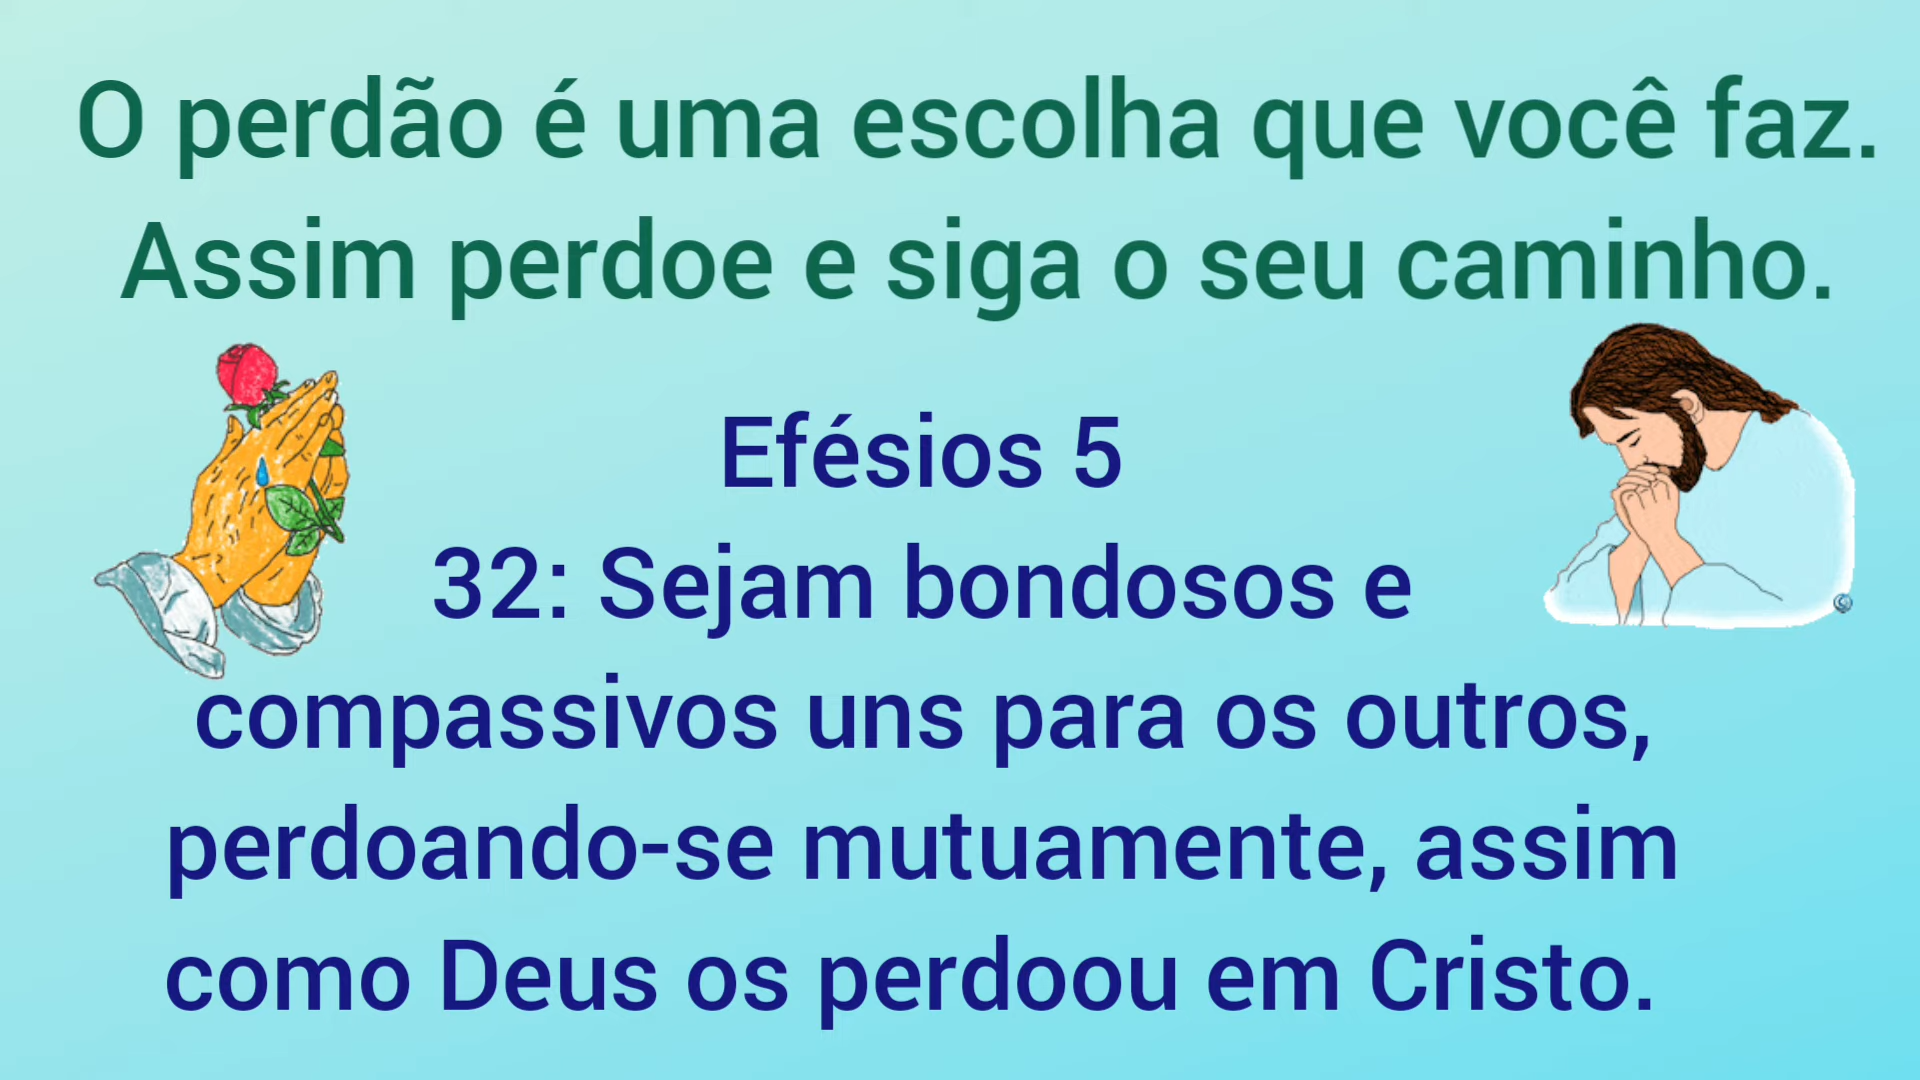 O perdão é uma escolha que você faz.
Assim perdoe e siga o seu caminho.
Efésios 5
32: Sejam bondosos e
compassivos uns para os outros,
perdoando-se mutuamente, assim
como Deus os perdoou em Cristo.